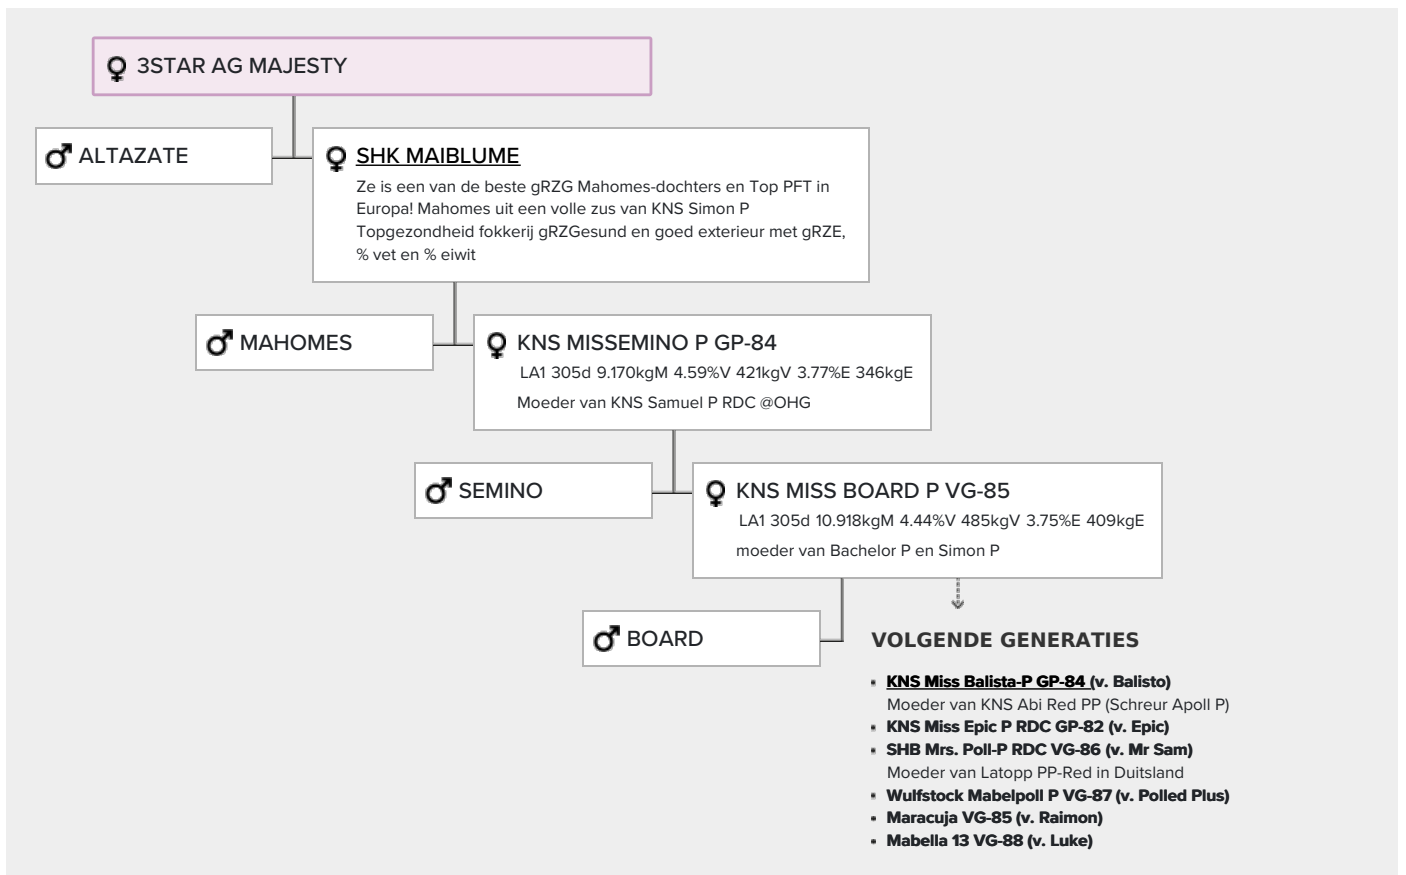 3STAR AG MAJESTY
ALTAZATE
SHK MAIBLUME
Ze is een van de beste gRZG Mahomes-dochters en Top PFT in
Europa! Mahomes uit een volle zus van KNS Simon P
Topgezondheid fokkerij gRZGesund en goed exterieur met gRZE,
% vet en % eiwit
MAHOMES
KNS MISSEMINO P GP-84
LA1 305d 9.170kgM 4.59%V 421kgV 3.77%E 346kgE
Moeder van KNS Samuel P RDC @OHG
SEMINO
KNS MISS BOARD P VG-85
LA1 305d 10.918kgM 4.44%V 485kgV 3.75%E 409kgE
moeder van Bachelor P en Simon P
BOARD
VOLGENDE GENERATIES
▪ KNS Miss Balista-P GP-84 (v. Balisto)
Moeder van KNS Abi Red PP (Schreur Apoll P)
▪ KNS Miss Epic P RDC GP-82 (v. Epic)
▪ SHB Mrs. Poll-P RDC VG-86 (v. Mr Sam)
Moeder van Latopp PP-Red in Duitsland
▪ Wulfstock Mabelpoll P VG-87 (v. Polled Plus)
▪ Maracuja VG-85 (v. Raimon)
▪ Mabella 13 VG-88 (v. Luke)